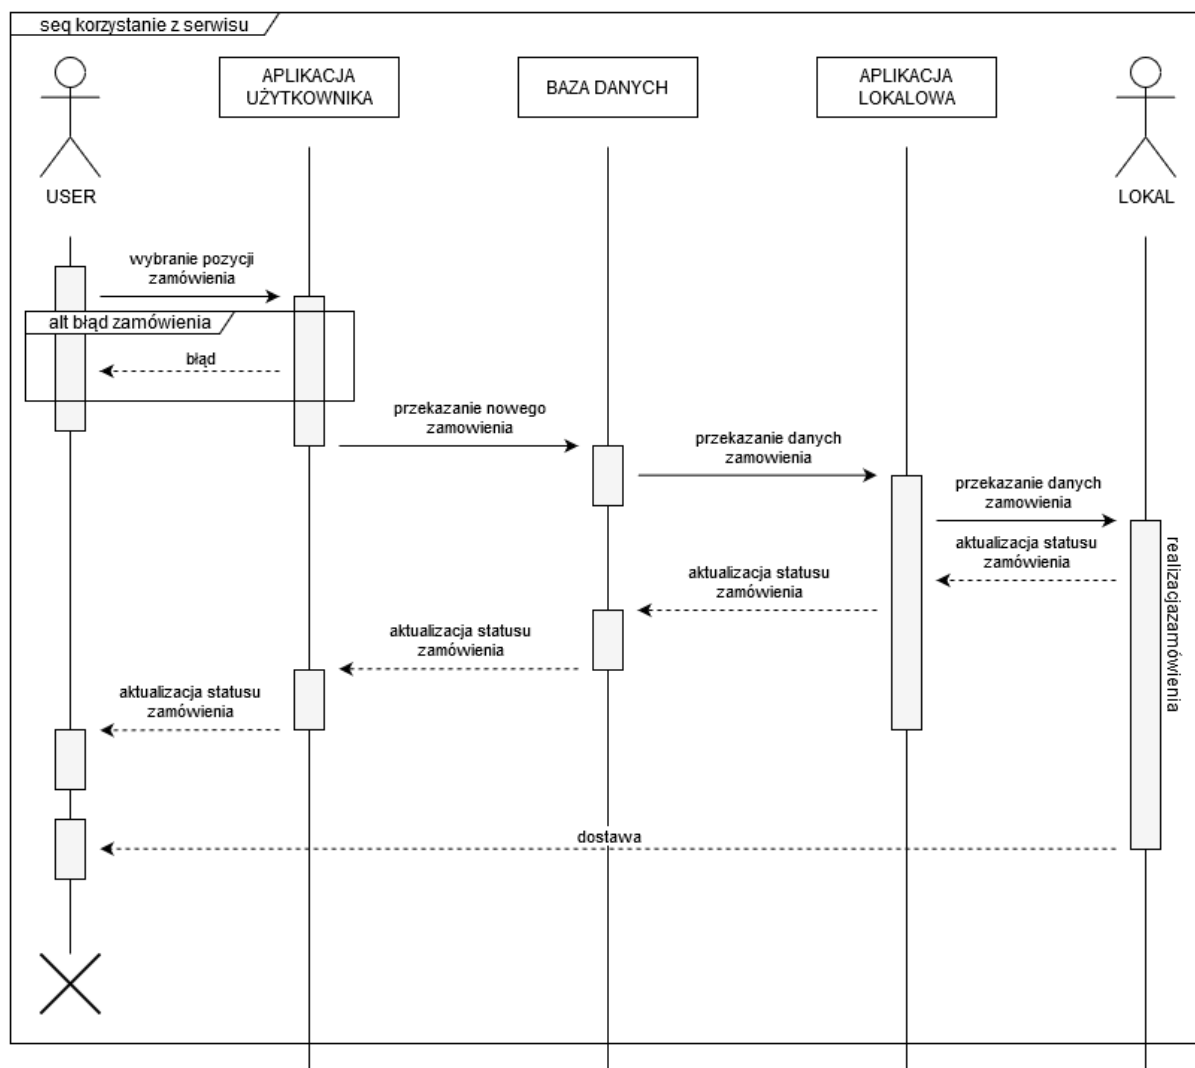 seq korzystanie z serwisu
APLIKACJA
UŻYTKOWNIKA
BAZA DANYCH
APLIKACJA
LOKALOWA
USER
LOKAL
wybranie pozycji
zamówienia
alt błąd zamówienia
błąd
przekazanie nowego
zamowienia
przekazanie danych
zamowienia
przekazanie danych
zamowienia
aktualizacja statusu
zamówienia
realizacjazamówienia
aktualizacja statusu
zamówienia
aktualizacja statusu
zamówienia
aktualizacja statusu
zamówienia
dostawa